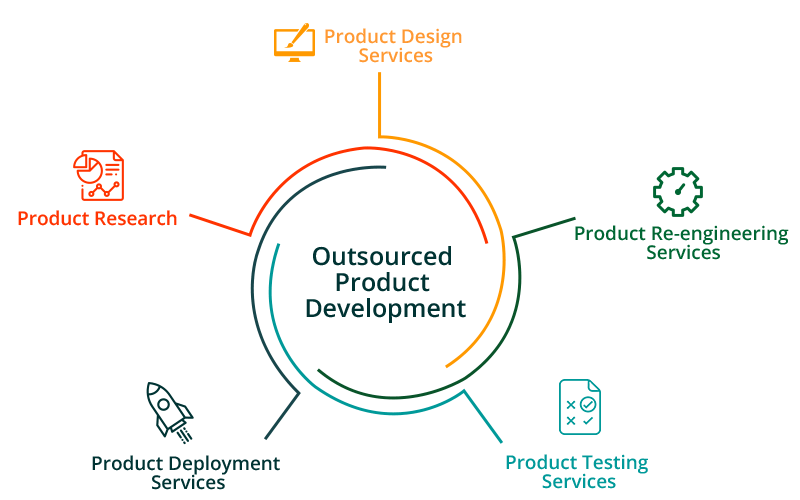 Product Design
Services
Product Research
Product Re-engineering
Services
Outsourced
Product
Development
Product Deployment
Services
Product Testing
Services